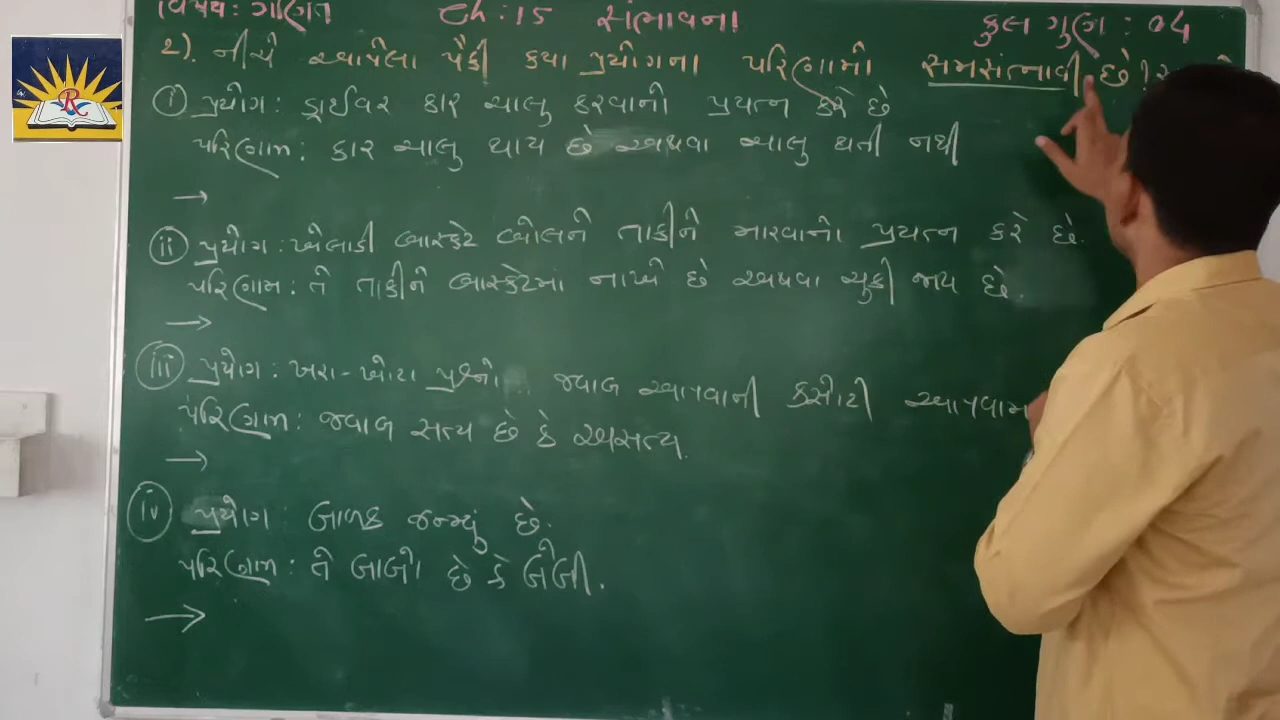 વિષય: ગણિત Ch: 15 સંભાવના કુલ ગુણ: 04
૨). નીચે આપેલા પૈકી કયા પ્રયોગના પરિણામો સમસંભાવી છે?
i પ્રયોગ: ડ્રાઈવર કાર ચાલુ કરવાનો પ્રયત્ન કરે છે
પરિણામ: કાર ચાલુ થાય છે અથવા ચાલુ થતી નથી
→
ii પ્રયોગ: ખેલાડી બાસ્કેટ બોલને તાકીને મારવાનો પ્રયત્ન કરે છે.
પરિણામ: તે તાકીને બાસ્કેટમાં નાખે છે અથવા ચુકી જાય છે.
→
iii પ્રયોગ: ખરા-ખોટા પ્રશ્નો જવાબ આપવાની કસોટી આપવામ
પરિણામ: જવાબ સત્ય છે કે અસત્ય.
→
iv પ્રયોગ: બાળક જન્મ્યું છે.
પરિણામ: તે બાબો છે કે બેબી.
→